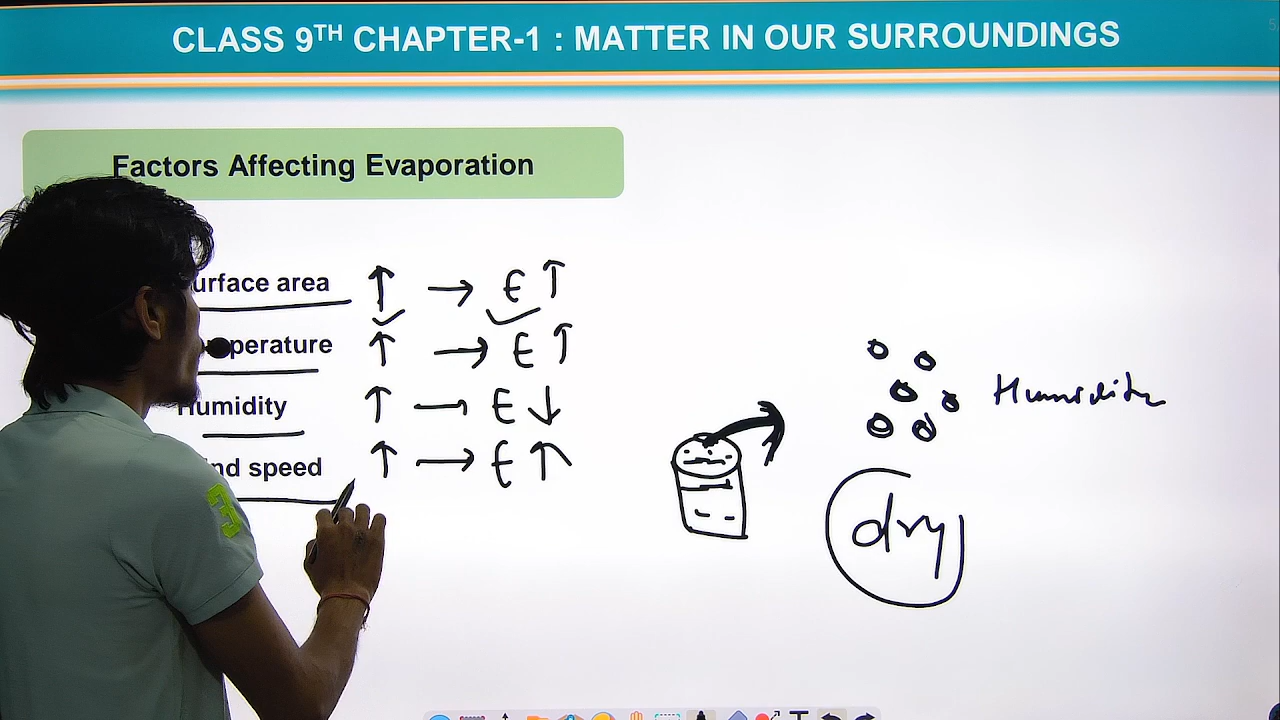 CLASS 9TH CHAPTER-1 : MATTER IN OUR SURROUNDINGS
Factors Affecting Evaporation
urface area ↑ → E ↑
perature ↑ → E ↑
Humidity ↑ → E ↓
nd speed ↑ → E ↑
Humidity
dry
3